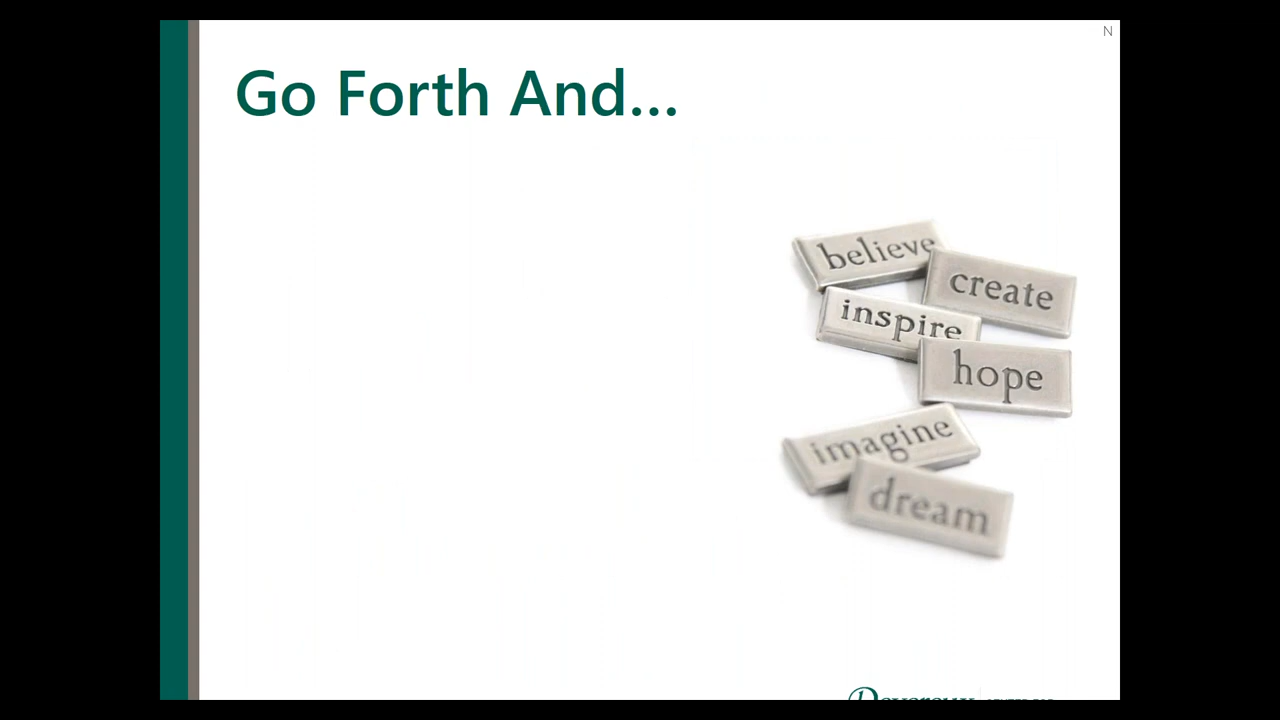 N
Go Forth And...
believe
create
inspire
hope
imagine
dream